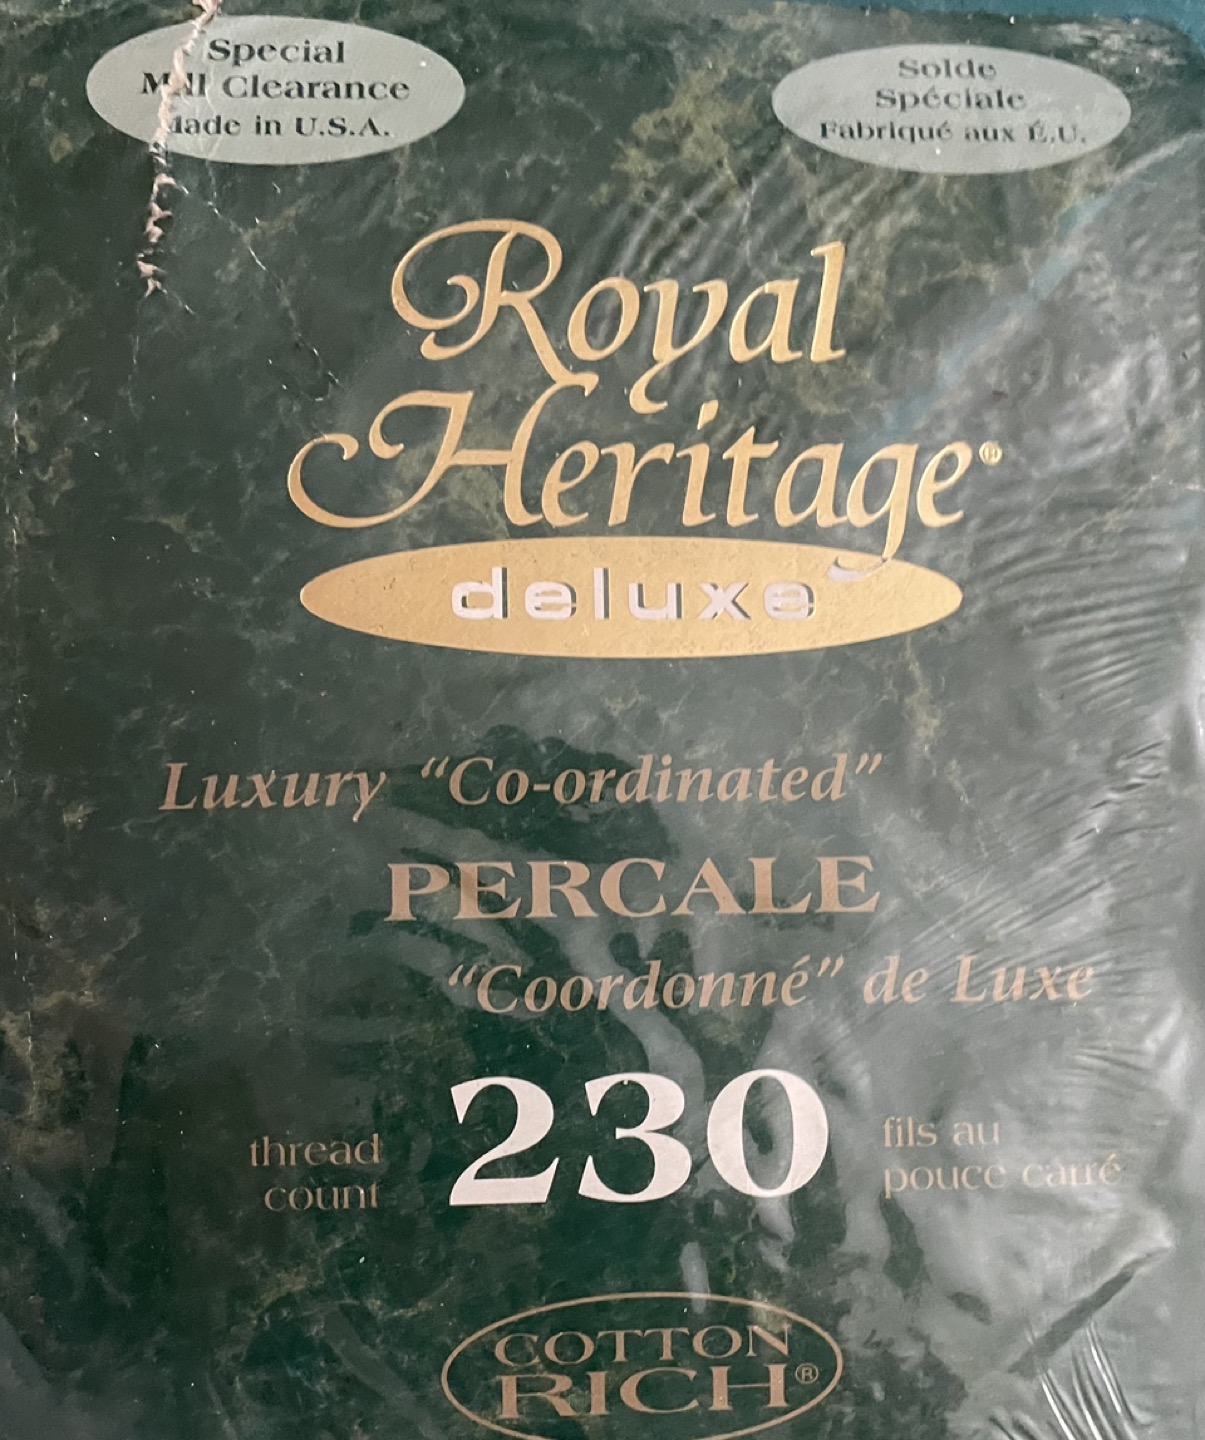 Special
Mill Clearance
Made in U.S.A.
Solde
Spéciale
Fabriqué aux É.U.
Royal
Heritage®
deluxe
Luxury "Co-ordinated"
PERCALE
"Coordonné" de Luxe
thread
count
230
fils au
pouce carré
COTTON
RICH®